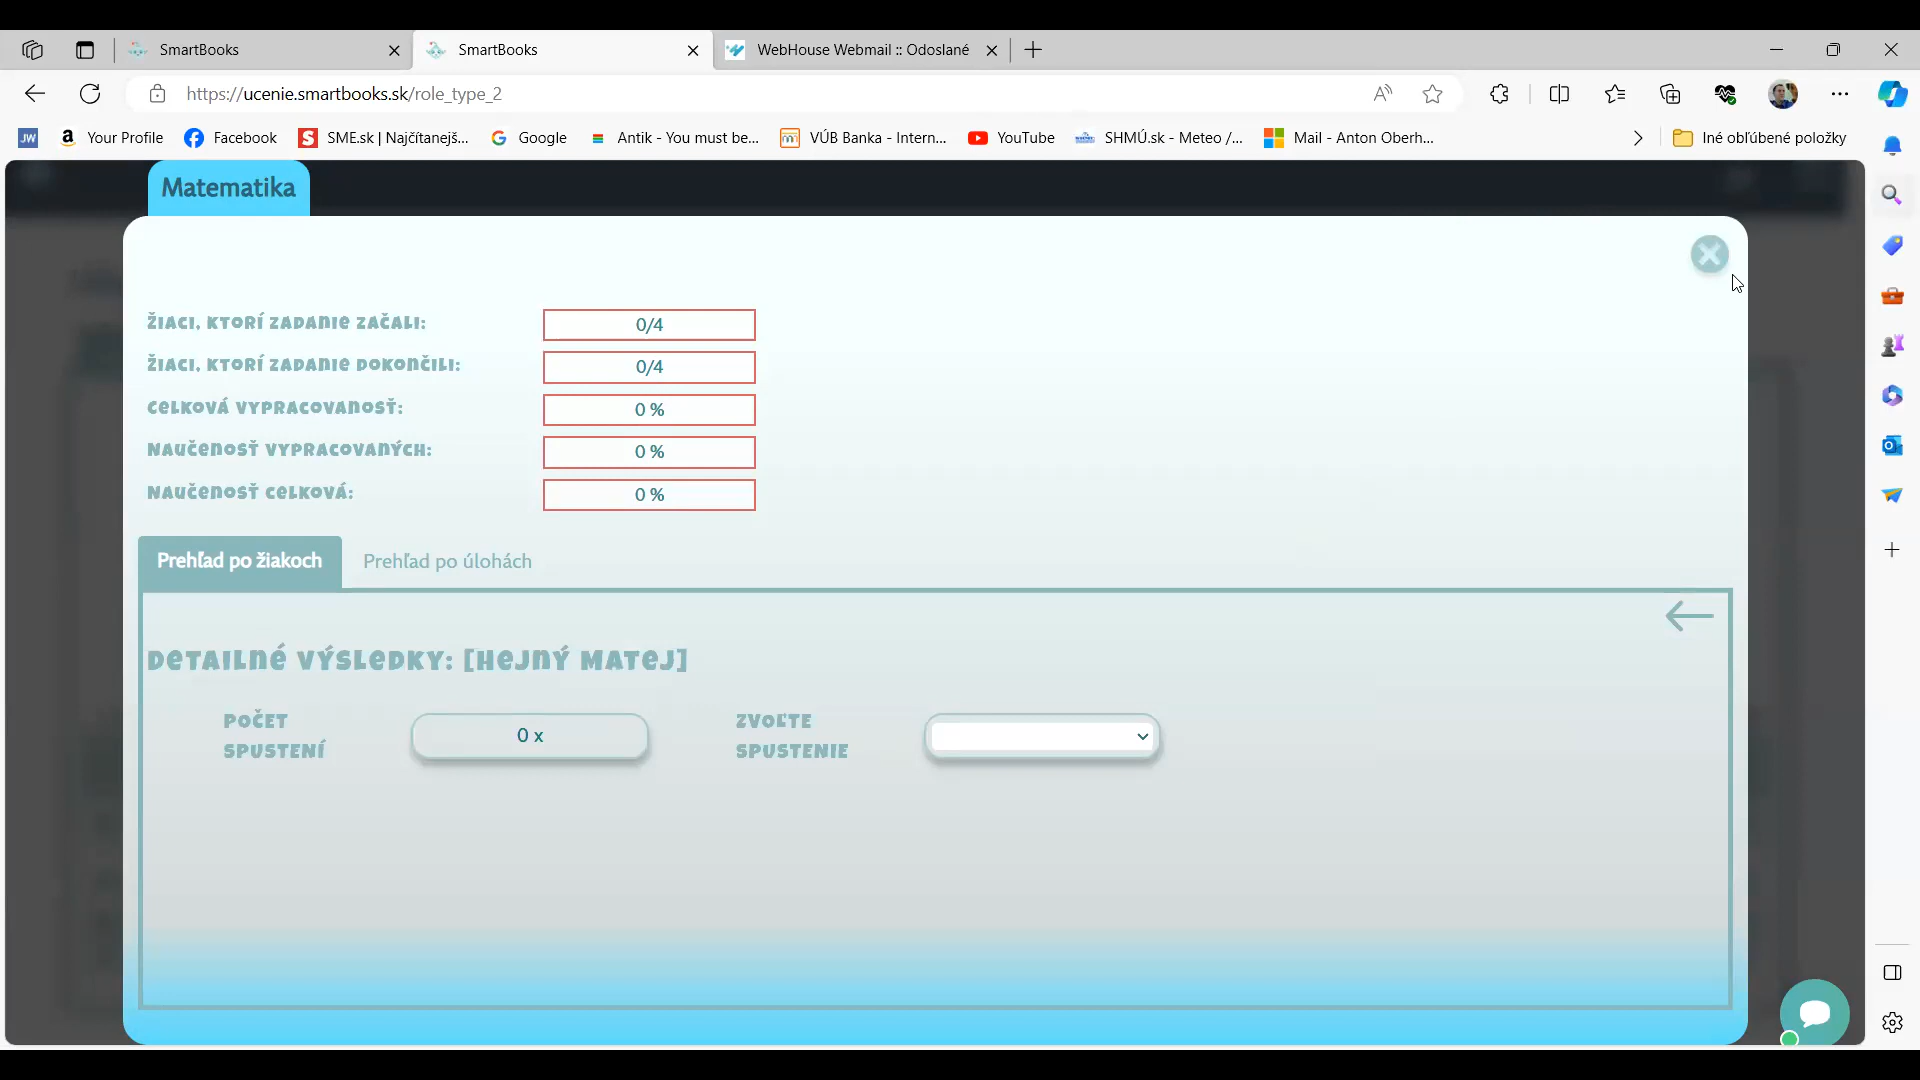 SmartBooks
SmartBooks
WebHouse Webmail :: Odoslané
https://ucenie.smartbooks.sk/role_type_2
JW
Your Profile
Facebook
SME.sk | Najčítanejš...
Google
Antik - You must be...
VÚB Banka - Intern...
YouTube
SHMÚ.sk - Meteo /...
Mail - Anton Oberh...
Iné obľúbené položky
Matematika
Žiaci, ktorí zadanie začali:
0/4
Žiaci, ktorí zadanie dokončili:
0/4
Celková vypracovanosť:
0 %
Naučenosť vypracovaných:
0 %
Naučenosť celková:
0 %
Prehľad po žiakoch
Prehľad po úlohách
Detailné výsledky: [Hejný Matej]
POČET
SPUSTENÍ
0 x
ZVOĽTE
SPUSTENIE